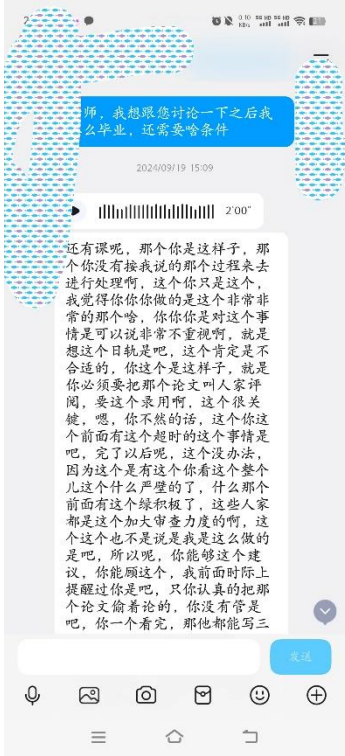 师，我想跟您讨论一下之后我
么毕业，还需要啥条件
2024/09/19 15:09
2'00"
还有课呢，那个你是这样子，那
个你没有按我说的那个过程来去
进行处理啊，这个你只是这个，
我觉得你你你做的是这个非常非
常的那个啥，你你你是对这个事
情是可以说非常不重视啊，就是
想这个日轨是吧，这个肯定是不
合适的，你这个是这样子，就是
你必须要把那个论文叫人家评
阅，要这个录用啊，这个很关
键，嗯，你不然的话，这个你这
个前面有这个超时的这个事情是
吧，完了以后呢，这个没办法，
因为这个是有这个你看这个整个
儿这个什么严壁的了，什么那个
前面有这个绿积极了，这些人家
都是这个加大审查力度的啊，这
个这个也不是说是我是这么做的
是吧，所以呢，你能够这个建
议，你能顾这个，我前面时际上
提醒过你是吧，只你认真的把那
个论文偷着论的，你没有管是
吧，你一个看完，那他都能写三
发送